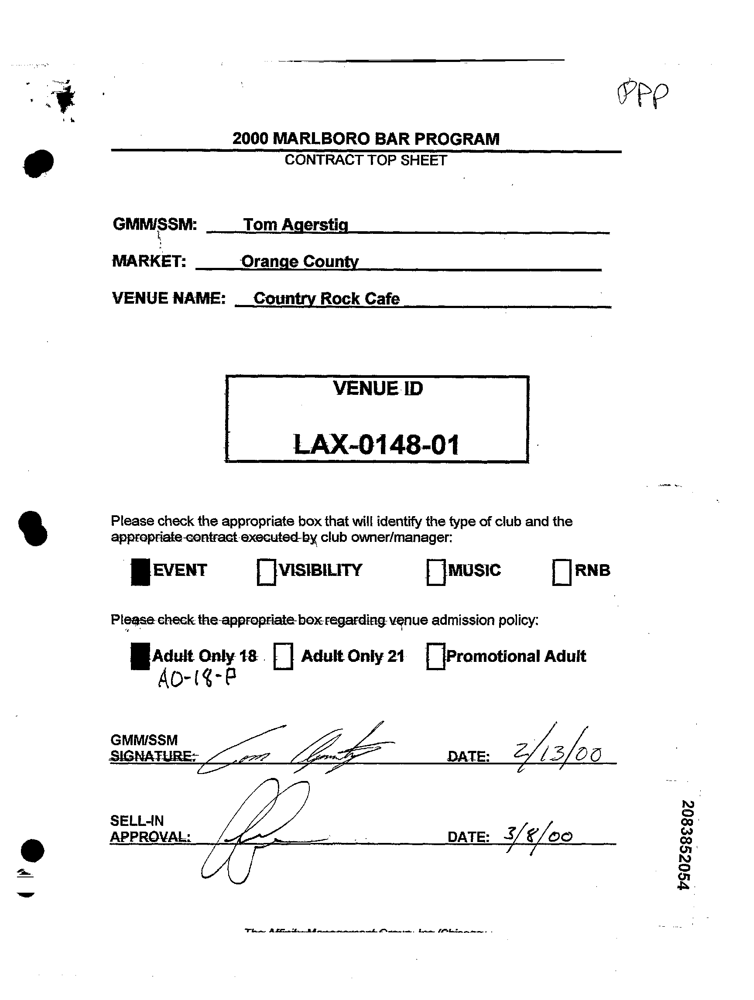 PPP
2000 MARLBORO BAR PROGRAM
CONTRACT TOP SHEET
GMM/SSM: Tom Agerstig
MARKET: Orange County
VENUE NAME: Country Rock Cafe
VENUE ID
LAX-0148-01
Please check the appropriate box that will identify the type of club and the
appropriate contract executed by club owner/manager:
EVENT VISIBILITY MUSIC RNB
Please check the appropriate box regarding venue admission policy:
Adult Only 18 Adult Only 21 Promotional Adult
AO-18-P
GMM/SSM
SIGNATURE: DATE: 2/13/00
SELL-IN
APPROVAL: DATE: 3/8/00
2083852054